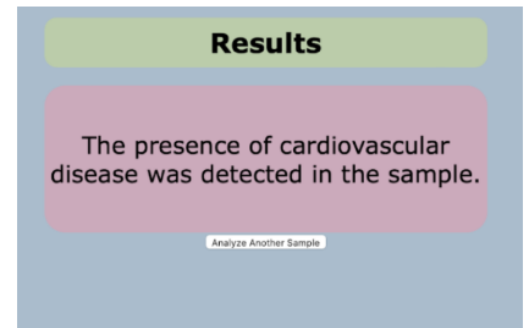 Results
The presence of cardiovascular
disease was detected in the sample.
Analyze Another Sample